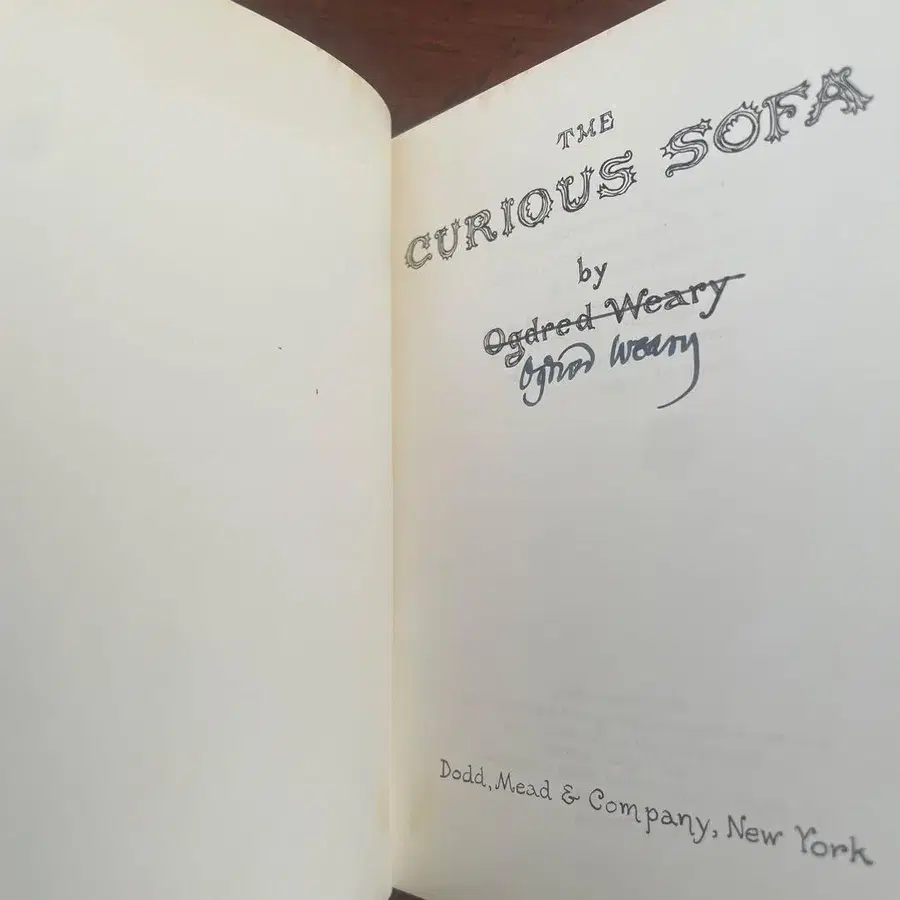 THE
CURIOUS SOFA
by
Ogdred Weary
Ogdred Weary
Dodd, Mead & Company, New York